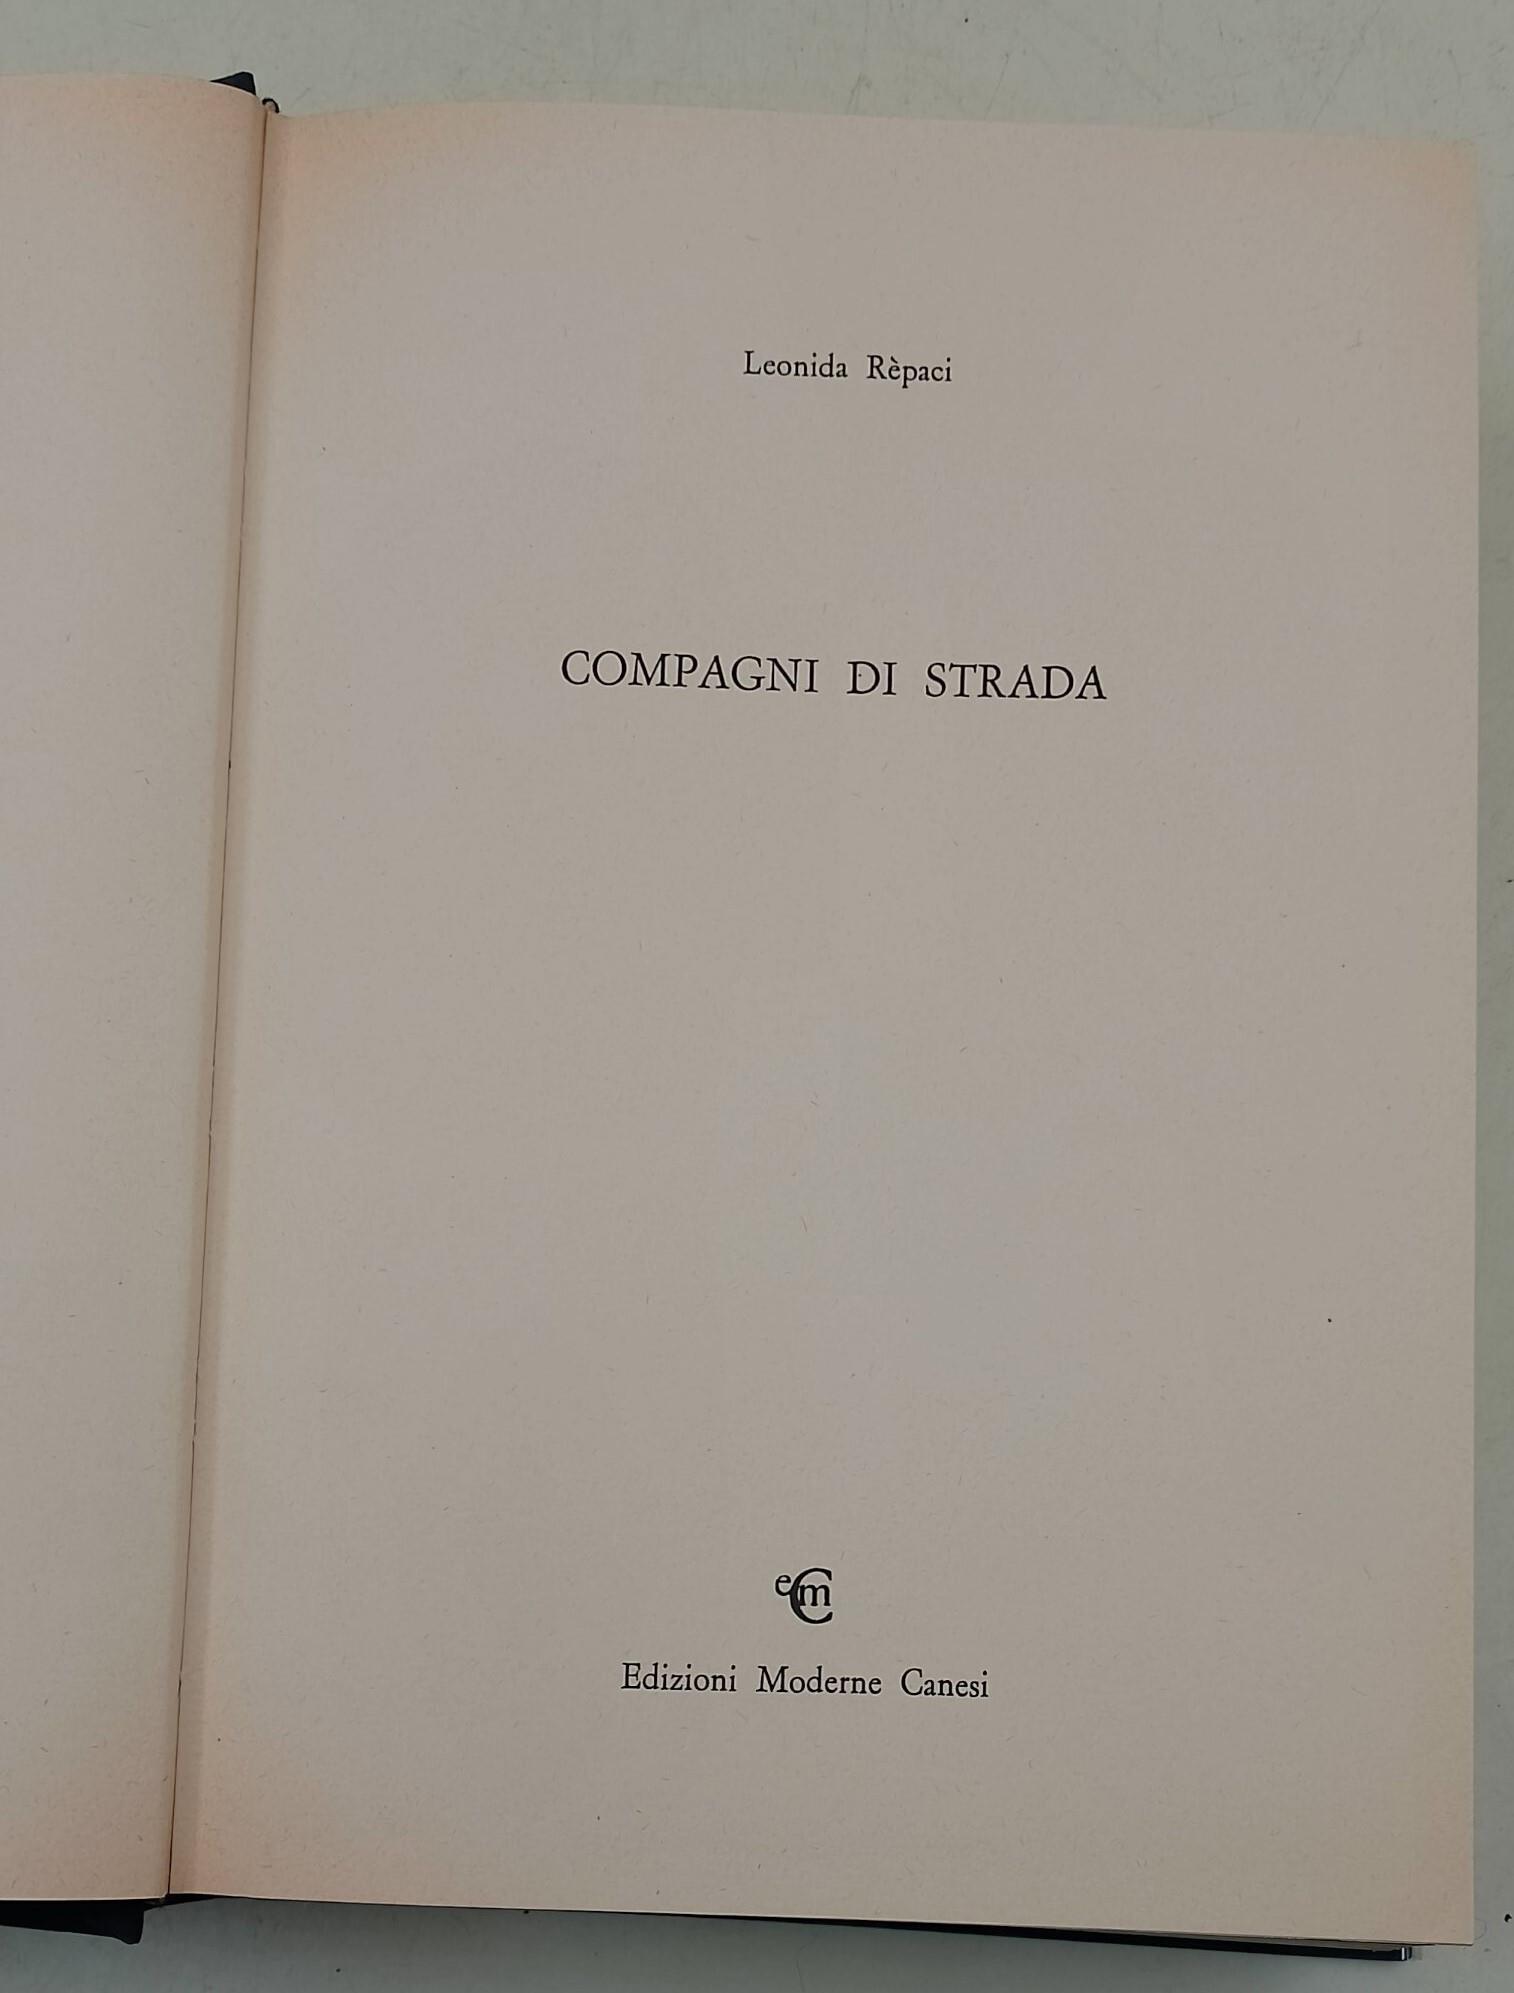 Leonida Rèpaci
COMPAGNI DI STRADA
eCm
Edizioni Moderne Canesi